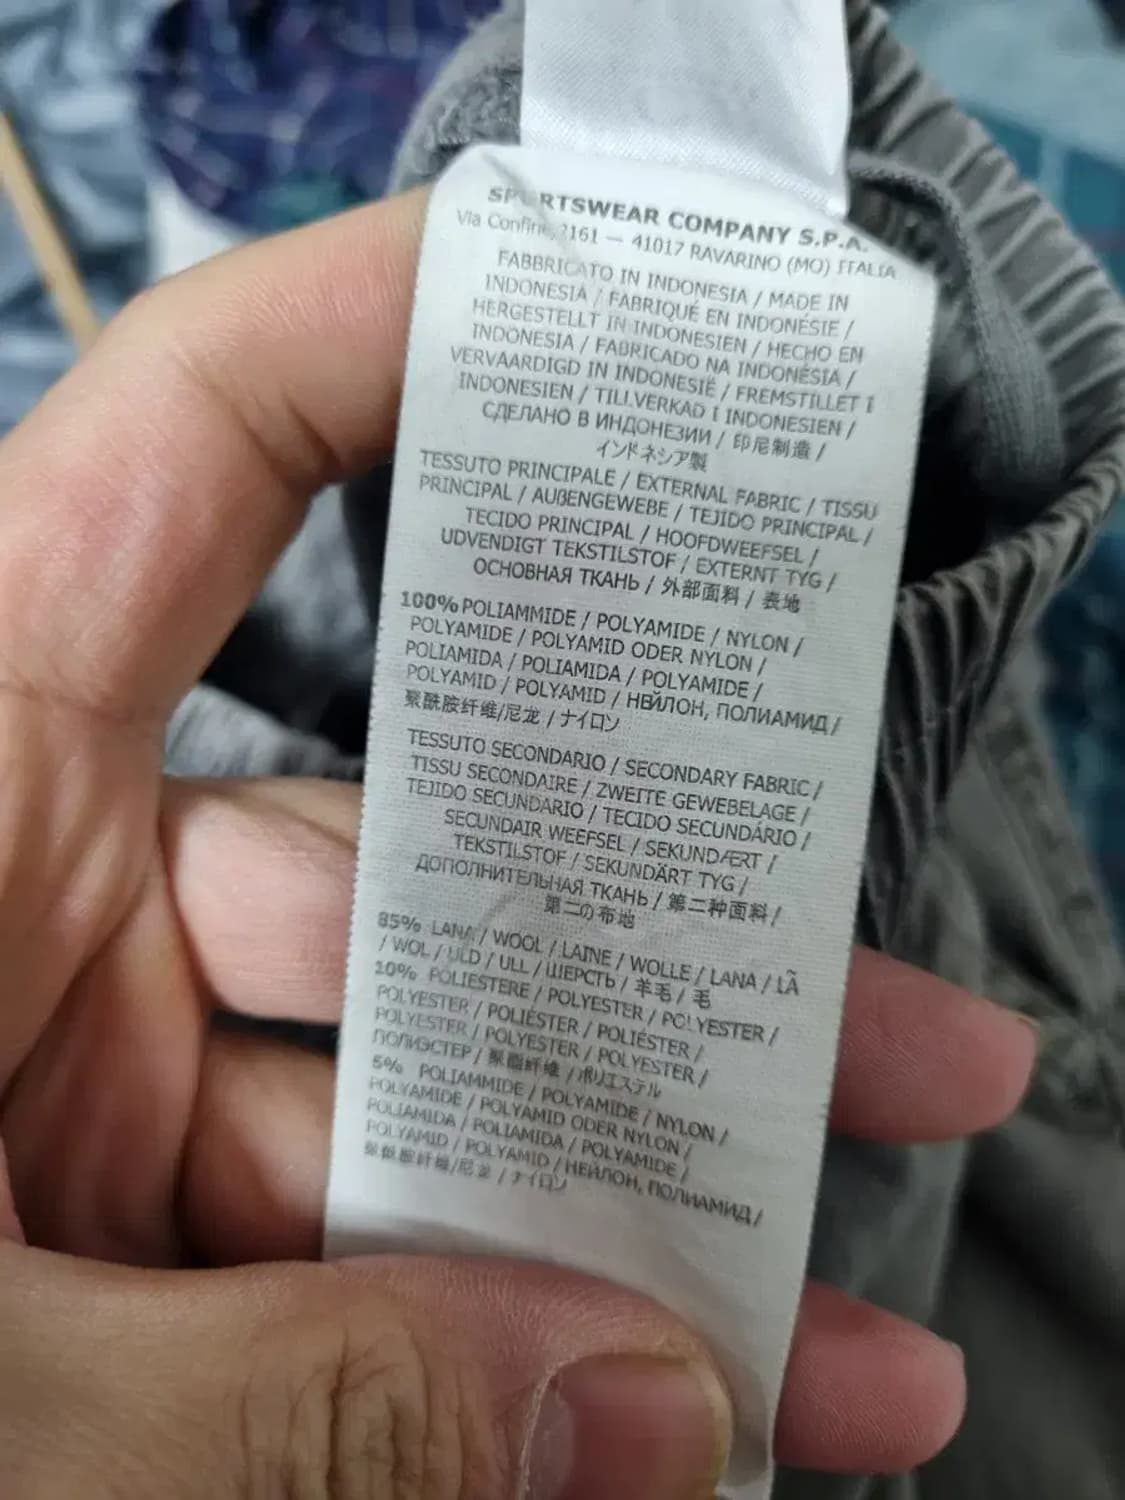 SPORTSWEAR COMPANY S.P.A.
Via Confine 2161 — 41017 RAVARINO (MO) ITALIA
FABBRICATO IN INDONESIA / MADE IN
INDONESIA / FABRIQUÉ EN INDONÉSIE /
HERGESTELLT IN INDONESIEN / HECHO EN
INDONESIA / FABRICADO NA INDONÉSIA /
VERVAARDIGD IN INDONESIË / FREMSTILLET I
INDONESIEN / TILLVERKAD I INDONESIEN /
СДЕЛАНО В ИНДОНЕЗИИ / 印尼制造 /
インドネシア製
TESSUTO PRINCIPALE / EXTERNAL FABRIC / TISSU
PRINCIPAL / AUßENGEWEBE / TEJIDO PRINCIPAL /
TECIDO PRINCIPAL / HOOFDWEEFSEL /
UDVENDIGT TEKSTILSTOF / EXTERNT TYG /
ОСНОВНАЯ ТКАНЬ / 外部面料 / 表地
100% POLIAMMIDE / POLYAMIDE / NYLON /
POLYAMIDE / POLYAMID ODER NYLON /
POLIAMIDA / POLIAMIDA / POLYAMIDE /
POLYAMID / POLYAMID / НЕЙЛОН, ПОЛИАМИД /
聚酰胺纤维/尼龙 / ナイロン
TESSUTO SECONDARIO / SECONDARY FABRIC /
TISSU SECONDAIRE / ZWEITE GEWEBELAGE /
TEJIDO SECUNDARIO / TECIDO SECUNDÁRIO /
SECUNDAIR WEEFSEL / SEKUNDÆRT /
TEKSTILSTOF / SEKUNDÄRT TYG /
ДОПОЛНИТЕЛЬНАЯ ТКАНЬ / 第二种面料 /
第二の布地
85% LANA / WOOL / LAINE / WOLLE / LANA / LÃ
/ WOL / ULD / ULL / ШЕРСТЬ / 羊毛 / 毛
10% POLIESTERE / POLYESTER / POLYESTER /
POLYESTER / POLIÉSTER / POLIÉSTER /
POLYESTER / POLYESTER / POLYESTER /
ПОЛИЭСТЕР / 聚酯纤维 / ポリエステル
5% POLIAMMIDE / POLYAMIDE / NYLON /
POLYAMIDE / POLYAMID ODER NYLON /
POLIAMIDA / POLIAMIDA / POLYAMIDE /
POLYAMID / POLYAMID / НЕЙЛОН, ПОЛИАМИД /
聚酰胺纤维/尼龙 / ナイロン